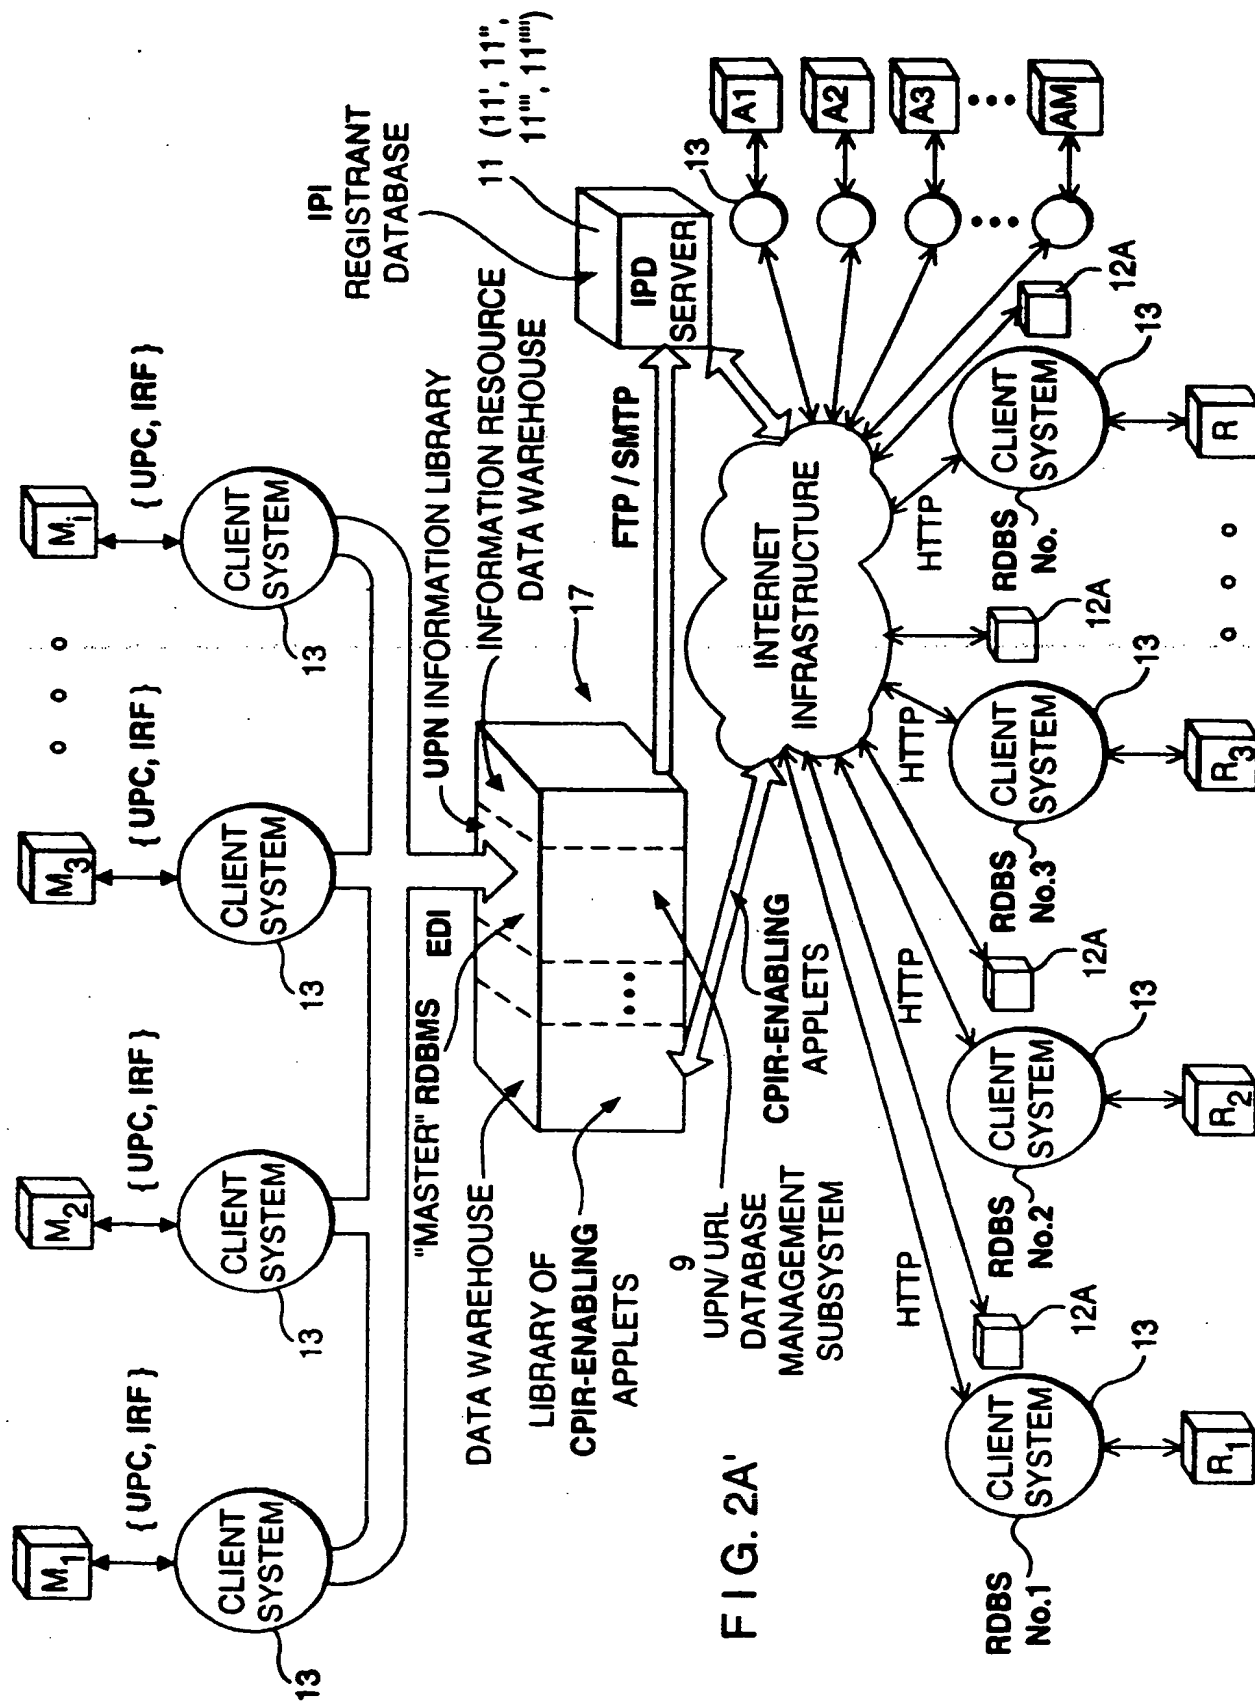 M1
M2
M3
Mi
{ UPC, IRF }
{ UPC, IRF }
{ UPC, IRF }
{ UPC, IRF }
CLIENT
SYSTEM
13
CLIENT
SYSTEM
13
CLIENT
SYSTEM
13
CLIENT
SYSTEM
13
IPI
REGISTRANT
DATABASE
11 (11', 11",
11''', 11'''')
UPN INFORMATION LIBRARY
INFORMATION RESOURCE
DATA WAREHOUSE
17
EDI
"MASTER" RDBMS
DATA WAREHOUSE
LIBRARY OF
CPIR-ENABLING
APPLETS
9
UPN/ URL
DATABASE
MANAGEMENT
SUBSYSTEM
CPIR-ENABLING
APPLETS
FTP / SMTP
IPD
SERVER
INTERNET
INFRASTRUCTURE
13
A1
A2
A3
AM
HTTP
HTTP
HTTP
HTTP
12A
12A
12A
12A
RDBS
No.1
CLIENT
SYSTEM
13
R1
RDBS
No.2
CLIENT
SYSTEM
13
R2
RDBS
No.3
CLIENT
SYSTEM
13
R3
RDBS
No.
CLIENT
SYSTEM
13
R
FIG. 2A'